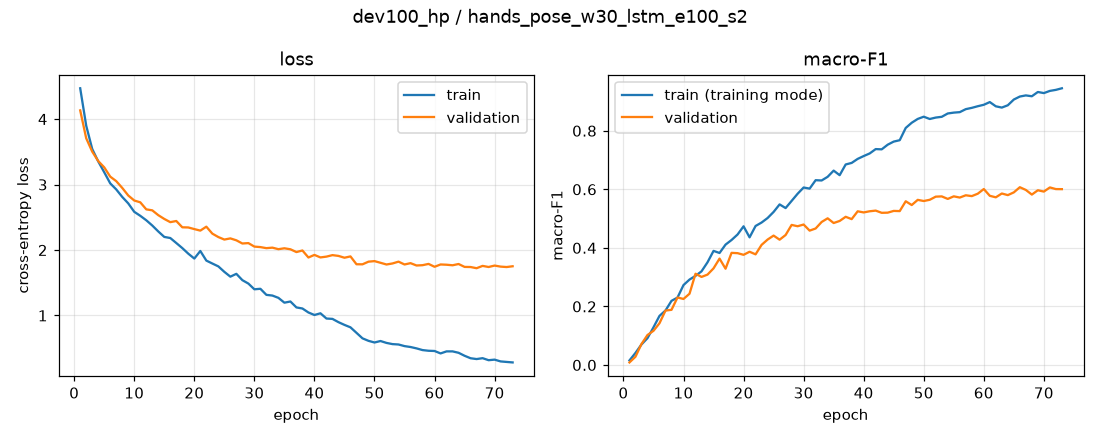 dev100_hp / hands_pose_w30_lstm_e100_s2
loss
cross-entropy loss
4
3
2
1
train
validation
0 10 20 30 40 50 60 70
epoch
macro-F1
macro-F1
0.8
0.6
0.4
0.2
0.0
train (training mode)
validation
0 10 20 30 40 50 60 70
epoch